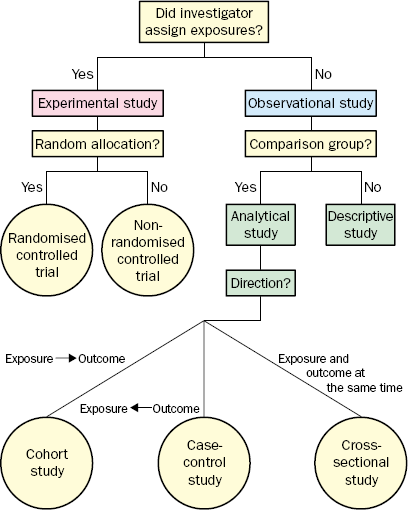 Did investigator
assign exposures?
Yes
No
Experimental study
Observational study
Random allocation?
Comparison group?
Yes
No
Yes
No
Randomised
controlled
trial
Non-
randomised
controlled
trial
Analytical
study
Descriptive
study
Direction?
Exposure → Outcome
Exposure and
outcome at
the same time
Exposure ← Outcome
Cohort
study
Case-
control
study
Cross-
sectional
study